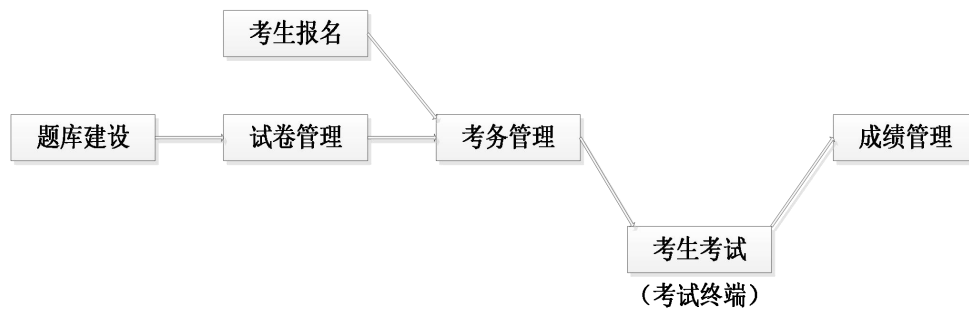 考生报名
题库建设
试卷管理
考务管理
成绩管理
考生考试
（考试终端）